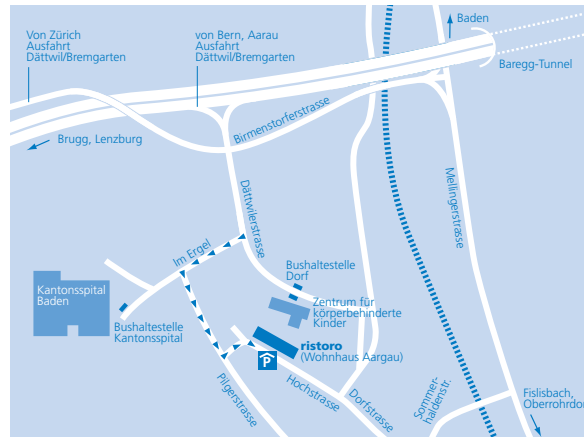 Baden
Von Zürich
Ausfahrt
Dättwil/Bremgarten
von Bern, Aarau
Ausfahrt
Dättwil/Bremgarten
Baregg-Tunnel
Birmenstorferstrasse
Brugg, Lenzburg
Mellingerstrasse
Dättwilerstrasse
Im Ergel
Bushaltestelle
Dorf
Kantonsspital
Baden
Zentrum für
körperbehinderte
Kinder
Bushaltestelle
Kantonsspital
ristoro
(Wohnhaus Aargau)
P
Pilgerstrasse
Hochstrasse
Dorfstrasse
Sommer-
haldenstr.
Fislisbach,
Oberrohrdorf